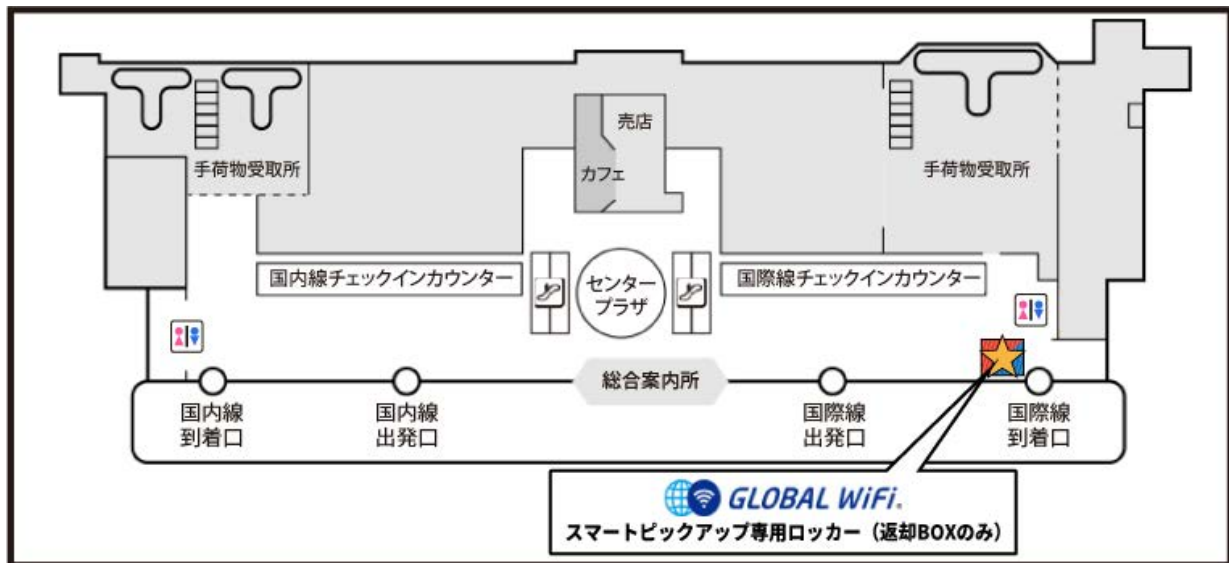 売店
カフェ
手荷物受取所
手荷物受取所
国内線チェックインカウンター
センター
プラザ
国際線チェックインカウンター
総合案内所
国内線
到着口
国内線
出発口
国際線
出発口
国際線
到着口
GLOBAL WiFi®
スマートピックアップ専用ロッカー（返却BOXのみ）